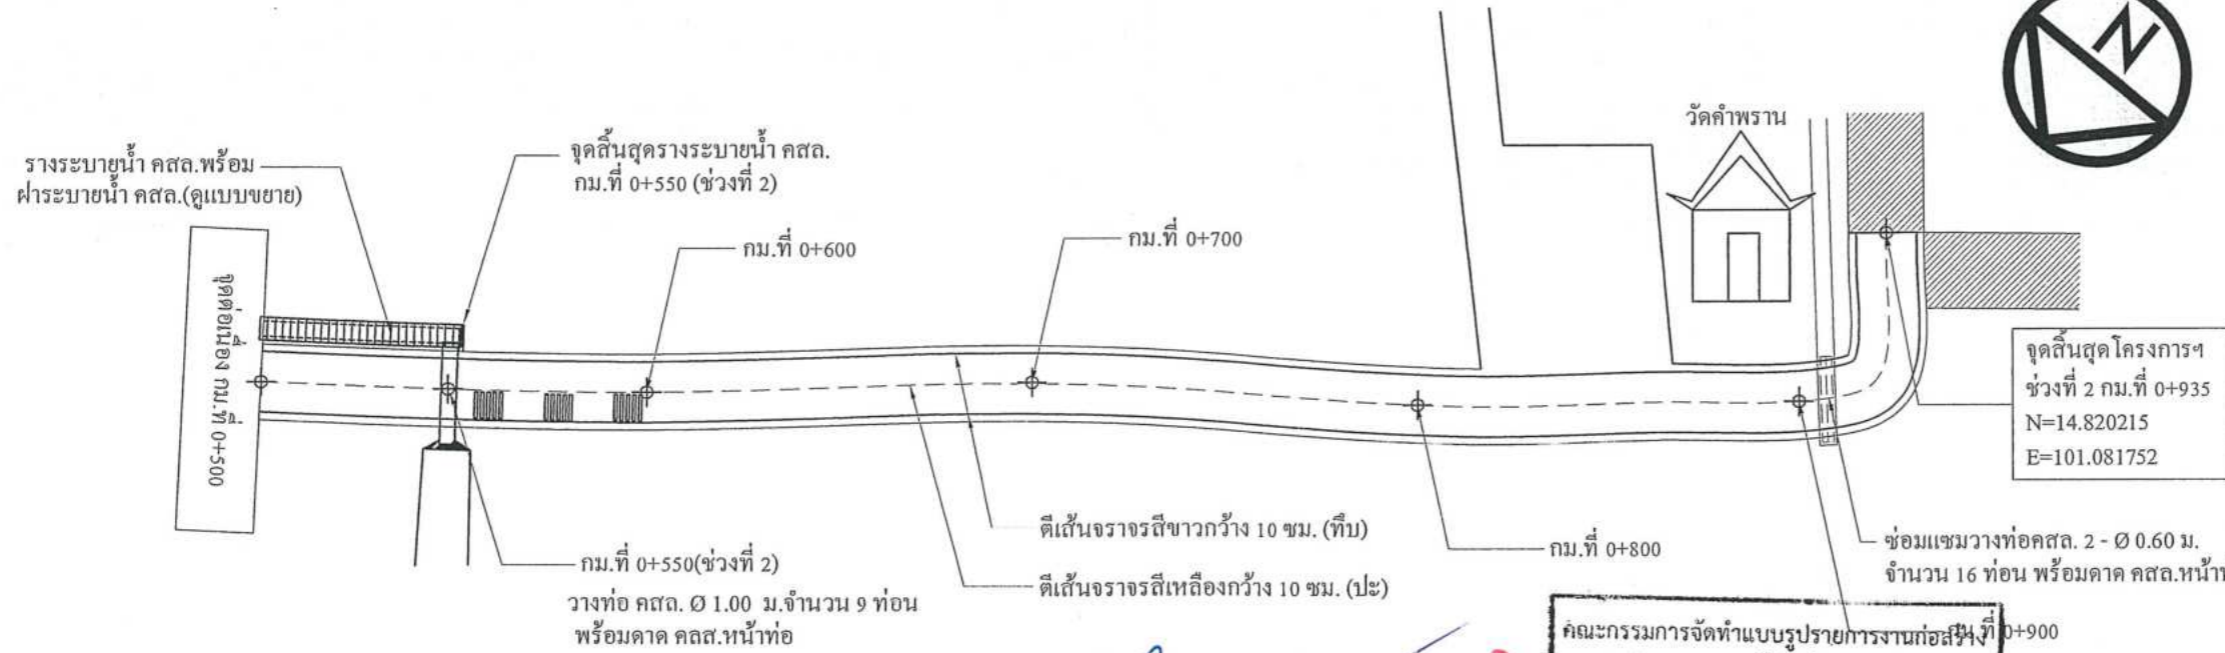 N
วัดคำพราน
รางระบายน้ำ คสล.พร้อม
ฝาระบายน้ำ คสล.(ดูแบบขยาย)
จุดสิ้นสุดรางระบายน้ำ คสล.
กม.ที่ 0+550 (ช่วงที่ 2)
กม.ที่ 0+600
กม.ที่ 0+700
จุดต่อเนื่อง กม.ที่ 0+500
จุดสิ้นสุดโครงการฯ
ช่วงที่ 2 กม.ที่ 0+935
N=14.820215
E=101.081752
ตีเส้นจราจรสีขาวกว้าง 10 ซม. (ทึบ)
ตีเส้นจราจรสีเหลืองกว้าง 10 ซม. (ปะ)
กม.ที่ 0+800
ซ่อมแซมวางท่อคสล. 2 - Ø 0.60 ม.
จำนวน 16 ท่อน พร้อมดาด คสล.หน้า
กม.ที่ 0+550(ช่วงที่ 2)
วางท่อ คสล. Ø 1.00 ม.จำนวน 9 ท่อน
พร้อมดาด คลส.หน้าท่อ
คณะกรรมการจัดทำแบบรูปรายการงานก่อสร้าง
ที่ 0+900